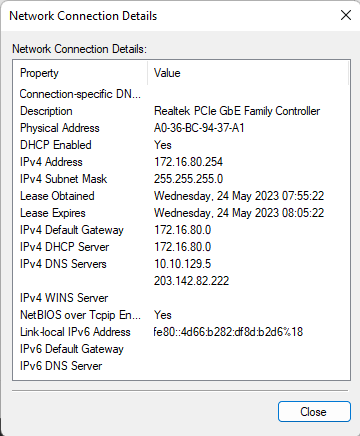 Network Connection Details
Network Connection Details:
Property Value
Connection-specific DN...
Description Realtek PCIe GbE Family Controller
Physical Address A0-36-BC-94-37-A1
DHCP Enabled Yes
IPv4 Address 172.16.80.254
IPv4 Subnet Mask 255.255.255.0
Lease Obtained Wednesday, 24 May 2023 07:55:22
Lease Expires Wednesday, 24 May 2023 08:05:22
IPv4 Default Gateway 172.16.80.0
IPv4 DHCP Server 172.16.80.0
IPv4 DNS Servers 10.10.129.5
203.142.82.222
IPv4 WINS Server
NetBIOS over Tcpip En... Yes
Link-local IPv6 Address fe80::4d66:b282:df8d:b2d6%18
IPv6 Default Gateway
IPv6 DNS Server
Close